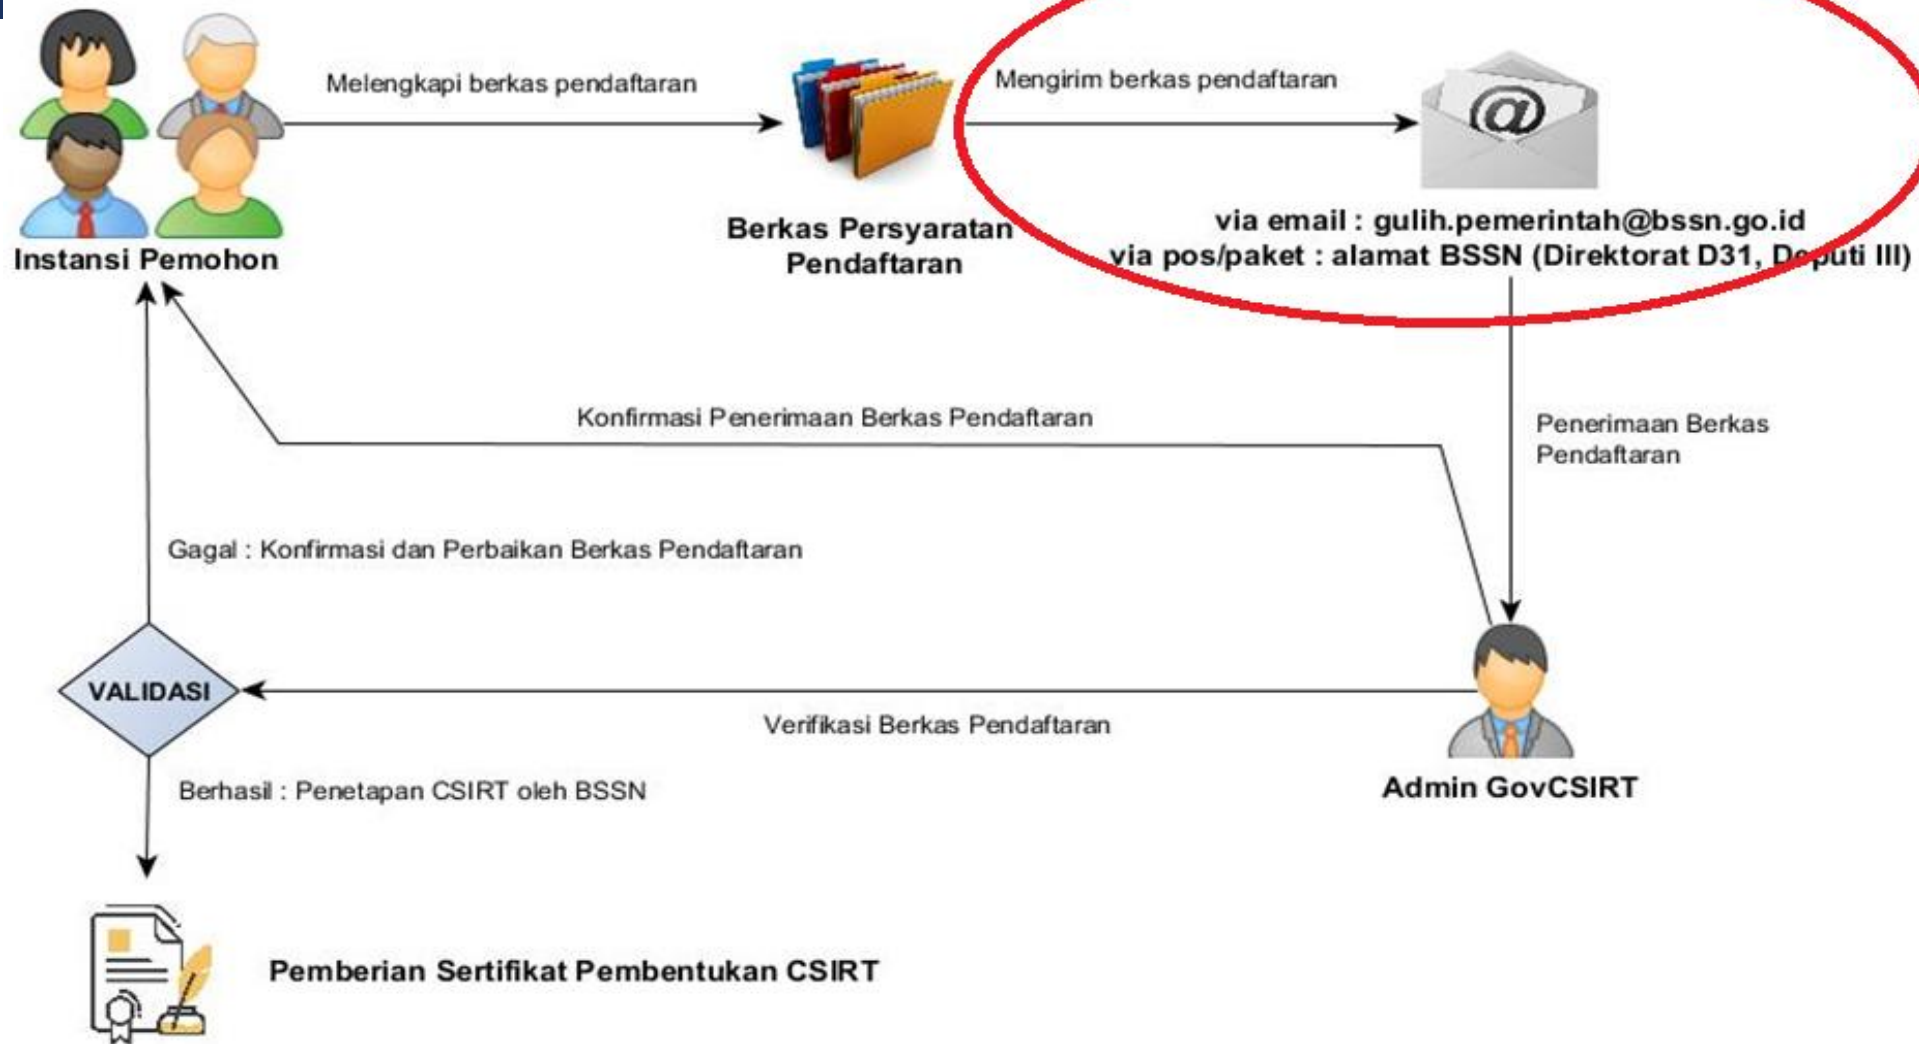 Melengkapi berkas pendaftaran
Mengirim berkas pendaftaran
@
Instansi Pemohon
Berkas Persyaratan
Pendaftaran
via email : gulih.pemerintah@bssn.go.id
via pos/paket : alamat BSSN (Direktorat D31, Deputi III)
Konfirmasi Penerimaan Berkas Pendaftaran
Penerimaan Berkas
Pendaftaran
Gagal : Konfirmasi dan Perbaikan Berkas Pendaftaran
VALIDASI
Verifikasi Berkas Pendaftaran
Berhasil : Penetapan CSIRT oleh BSSN
Admin GovCSIRT
Pemberian Sertifikat Pembentukan CSIRT